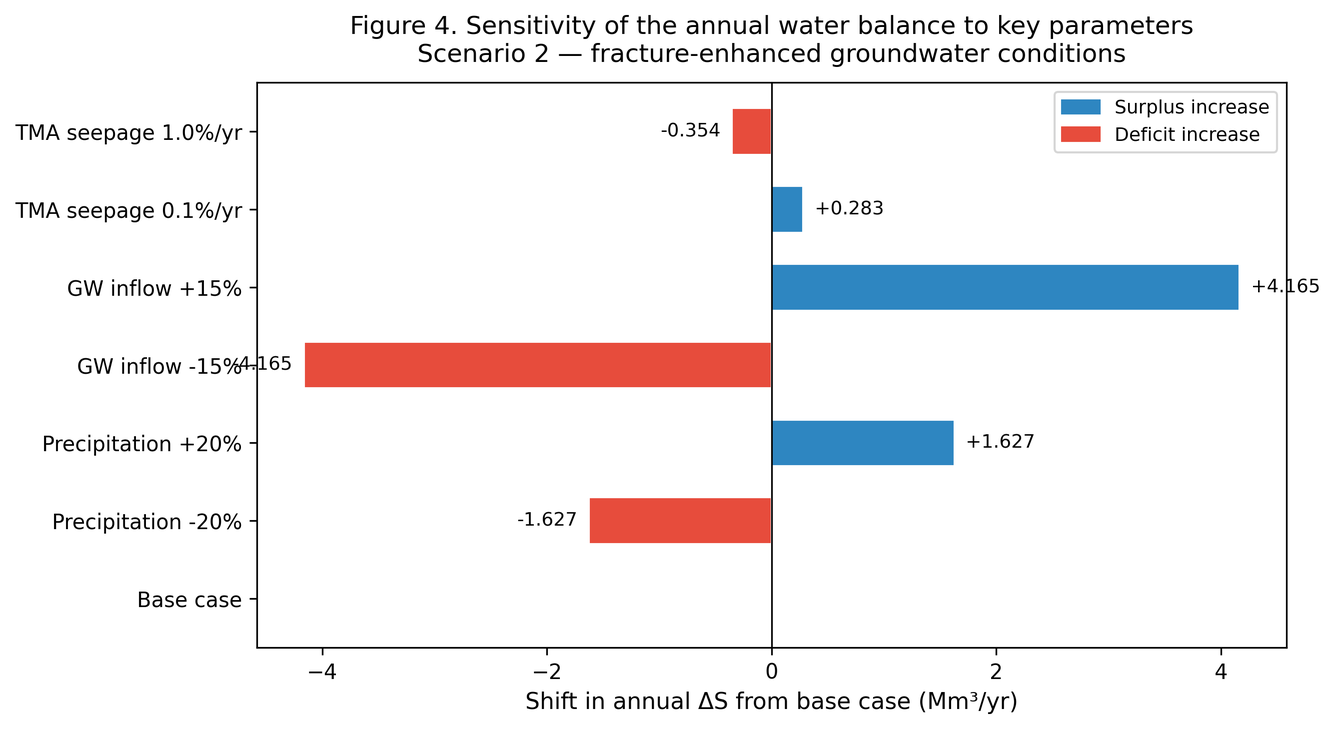 Figure 4. Sensitivity of the annual water balance to key parameters
Scenario 2 — fracture-enhanced groundwater conditions
Surplus increase
Deficit increase
TMA seepage 1.0%/yr
-0.354
TMA seepage 0.1%/yr
+0.283
GW inflow +15%
+4.165
GW inflow -15%
-4.165
Precipitation +20%
+1.627
Precipitation -20%
-1.627
Base case
−4 −2 0 2 4
Shift in annual ΔS from base case (Mm³/yr)